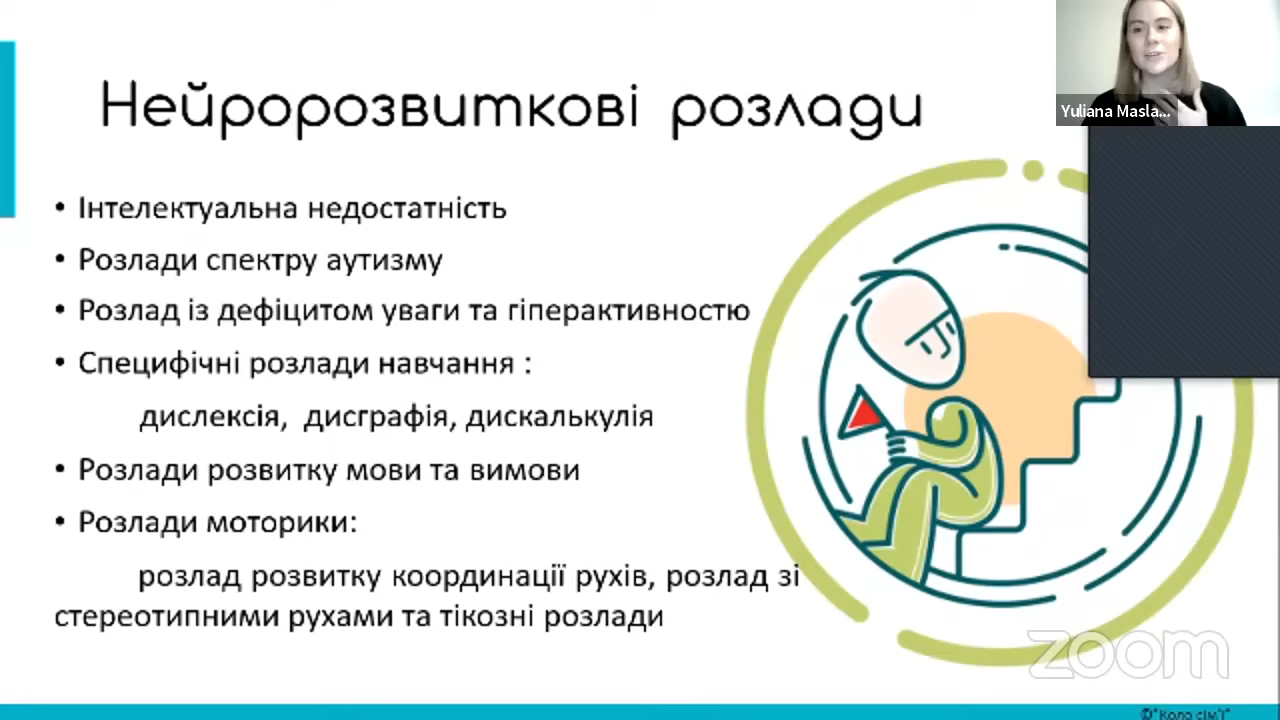 Yuliana Masla...
Нейророзвиткові розлади
• Інтелектуальна недостатність
• Розлади спектру аутизму
• Розлад із дефіцитом уваги та гіперактивностю
• Специфічні розлади навчання :
дислексія, дисграфія, дискалькулія
• Розлади розвитку мови та вимови
• Розлади моторики:
розлад розвитку координації рухів, розлад зі
стереотипними рухами та тікозні розлади
zoom
©"Коло сім'ї"